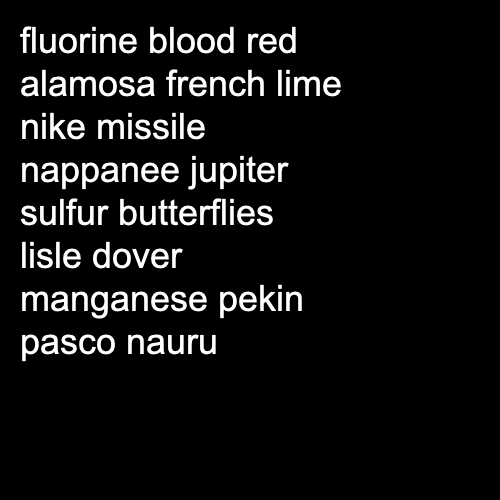 fluorine blood red
alamosa french lime
nike missile
nappanee jupiter
sulfur butterflies
lisle dover
manganese pekin
pasco nauru